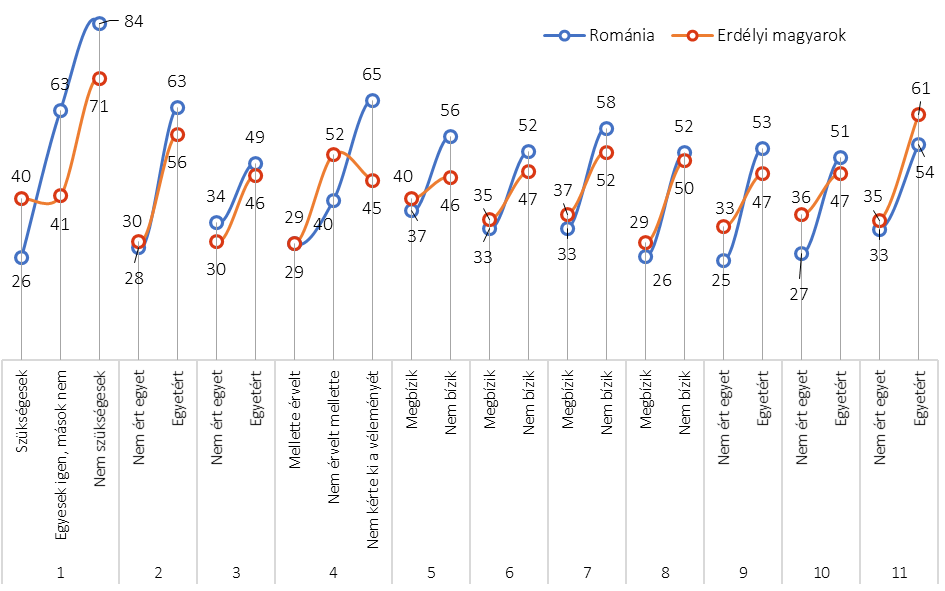 Románia
Erdélyi magyarok
84
63
63
71
40
41
26
30
28
56
34
30
49
46
29
29
52
40
65
45
40
37
56
46
35
33
52
47
37
33
58
52
29
26
52
50
33
25
53
47
36
27
51
47
35
33
61
54
Szükségesek
Egyesek igen, mások nem
Nem szükségesek
Nem ért egyet
Egyetért
Nem ért egyet
Egyetért
Mellette érvelt
Nem érvelt mellette
Nem kérte ki a véleményét
Megbízik
Nem bízik
Megbízik
Nem bízik
Megbízik
Nem bízik
Megbízik
Nem bízik
Nem ért egyet
Egyetért
Nem ért egyet
Egyetért
Nem ért egyet
Egyetért
1
2
3
4
5
6
7
8
9
10
11